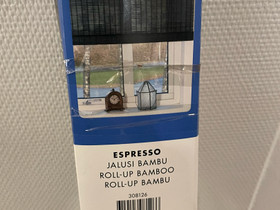 ESPRESSO
JALUSI BAMBU
ROLL-UP BAMBOO
ROLL-UP BAMBU
308126